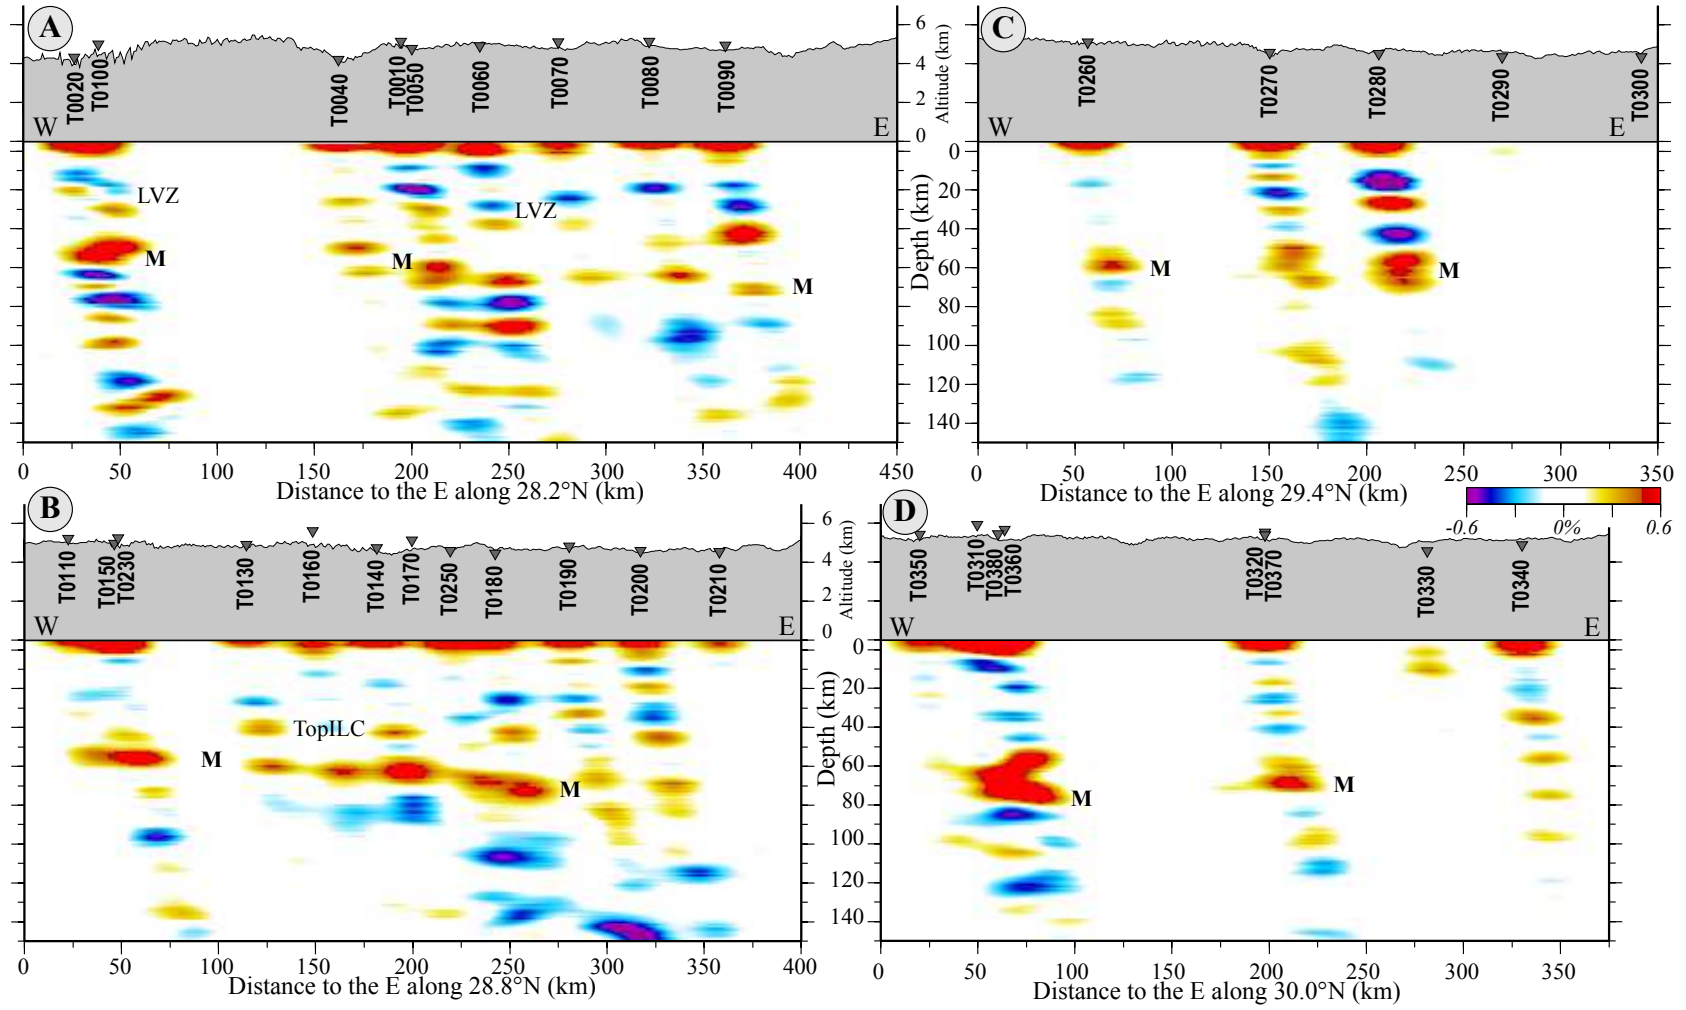 A
T0020
T0100
T0040
T0010
T0050
T0060
T0070
T0080
T0090
W
E
6
4
2
0
Altitude (km)
LVZ
LVZ
M
M
M
0 50 100 150 200 250 300 350 400 450
Distance to the E along 28.2°N (km)
C
T0260
T0270
T0280
T0290
T0300
W
E
0
20
40
60
80
100
120
140
Depth (km)
M
M
0 50 100 150 200 250 300 350
Distance to the E along 29.4°N (km)
-0.6 0% 0.6
B
T0110
T0150
T0230
T0130
T0160
T0140
T0170
T0250
T0180
T0190
T0200
T0210
W
E
6
4
2
0
Altitude (km)
TopILC
M
M
0 50 100 150 200 250 300 350 400
Distance to the E along 28.8°N (km)
D
T0350
T0310
T0380
T0360
T0320
T0370
T0330
T0340
W
E
0
20
40
60
80
100
120
140
Depth (km)
M
M
0 50 100 150 200 250 300 350
Distance to the E along 30.0°N (km)